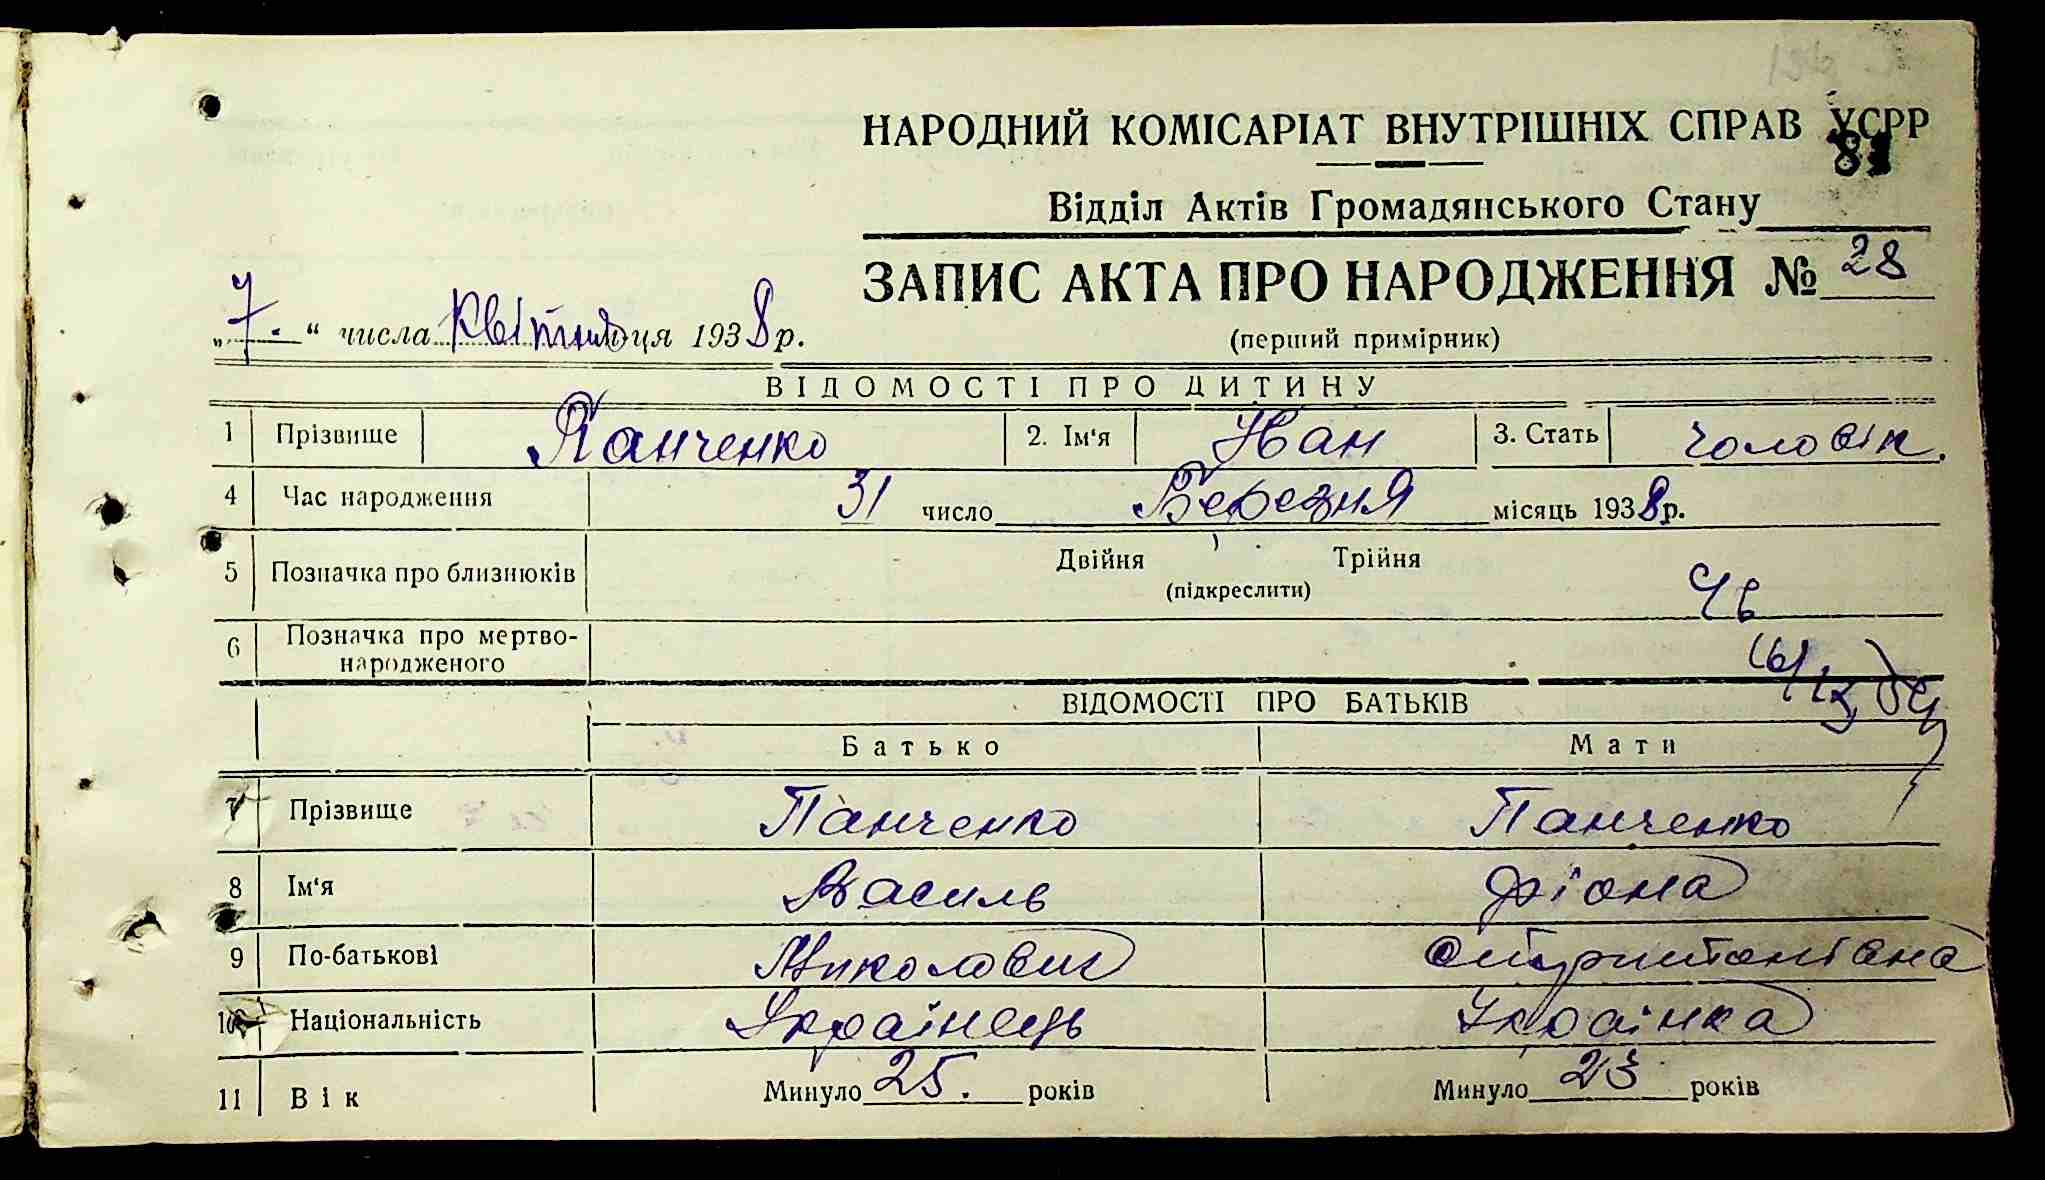 НАРОДНИЙ КОМІСАРІАТ ВНУТРІШНІХ СПРАВ УСРР
Відділ Актів Громадянського Стану
ЗАПИС АКТА ПРО НАРОДЖЕННЯ № 28
(перший примірник)
„7“ числа Квітня місяця 1938 р.
ВІДОМОСТІ ПРО ДИТИНУ
1 Прізвище Панченко 2. Ім'я Иван 3. Стать чоловік.
4 Час народження 31 число Березня місяць 1938 р.
5 Позначка про близнюків Двійня Трійня
(підкреслити)
6 Позначка про мертво-
народженого
ВІДОМОСТІ ПРО БАТЬКІВ
Батько Мати
7 Прізвище Панченко Панченко
8 Ім'я Василь
9 По-батькові Миколович
10 Національність Українець Українка
11 Вік Минуло 25. років Минуло 23 років